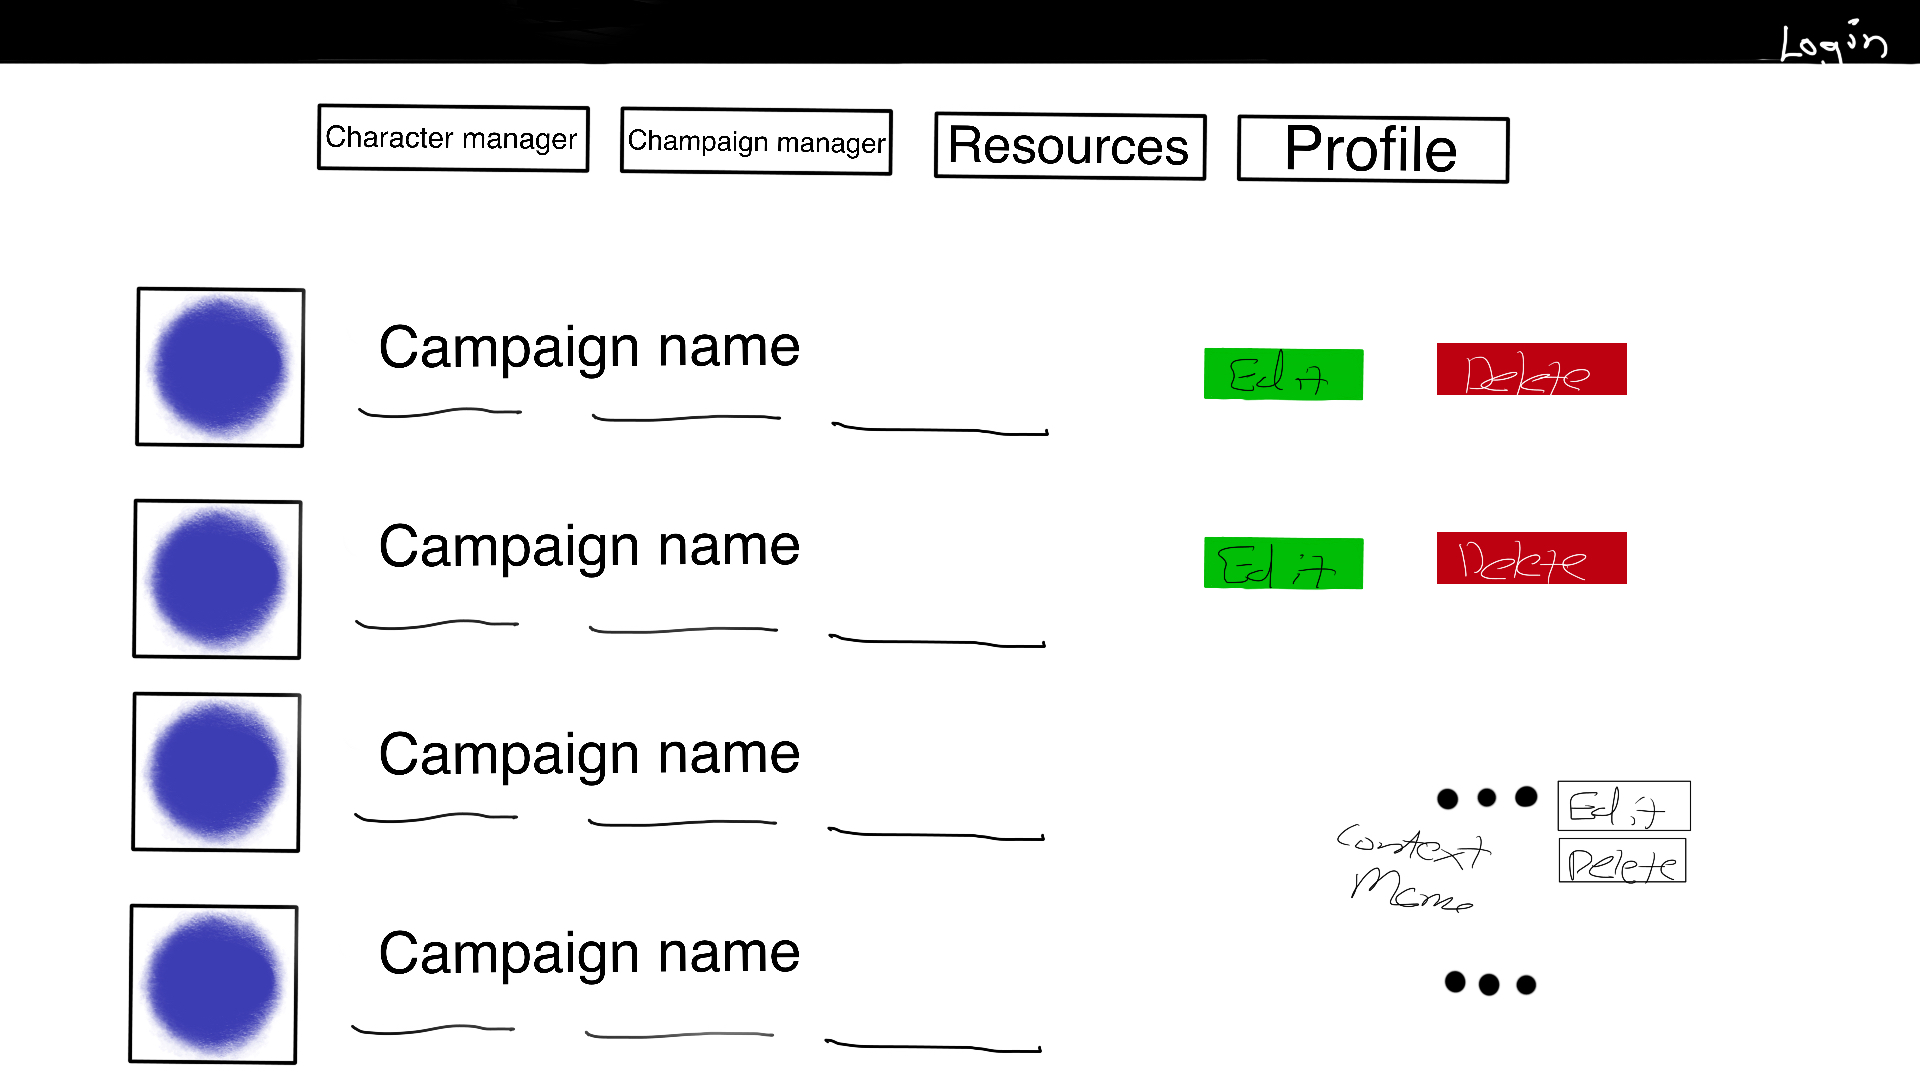 Login
Character manager
Champaign manager
Resources
Profile
Campaign name
Edit
Delete
Campaign name
Edit
Delete
Campaign name
Edit
Context
Delete
Campaign name